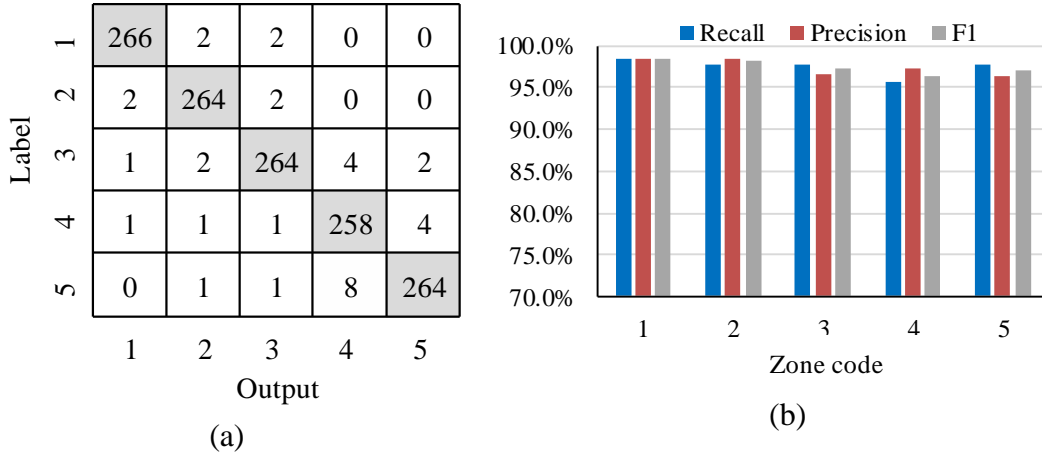 Label
1 266 2 2 0 0
2 2 264 2 0 0
3 1 2 264 4 2
4 1 1 1 258 4
5 0 1 1 8 264
1 2 3 4 5
Output
(a)
Recall Precision F1
100.0%
95.0%
90.0%
85.0%
80.0%
75.0%
70.0%
1 2 3 4 5
Zone code
(b)